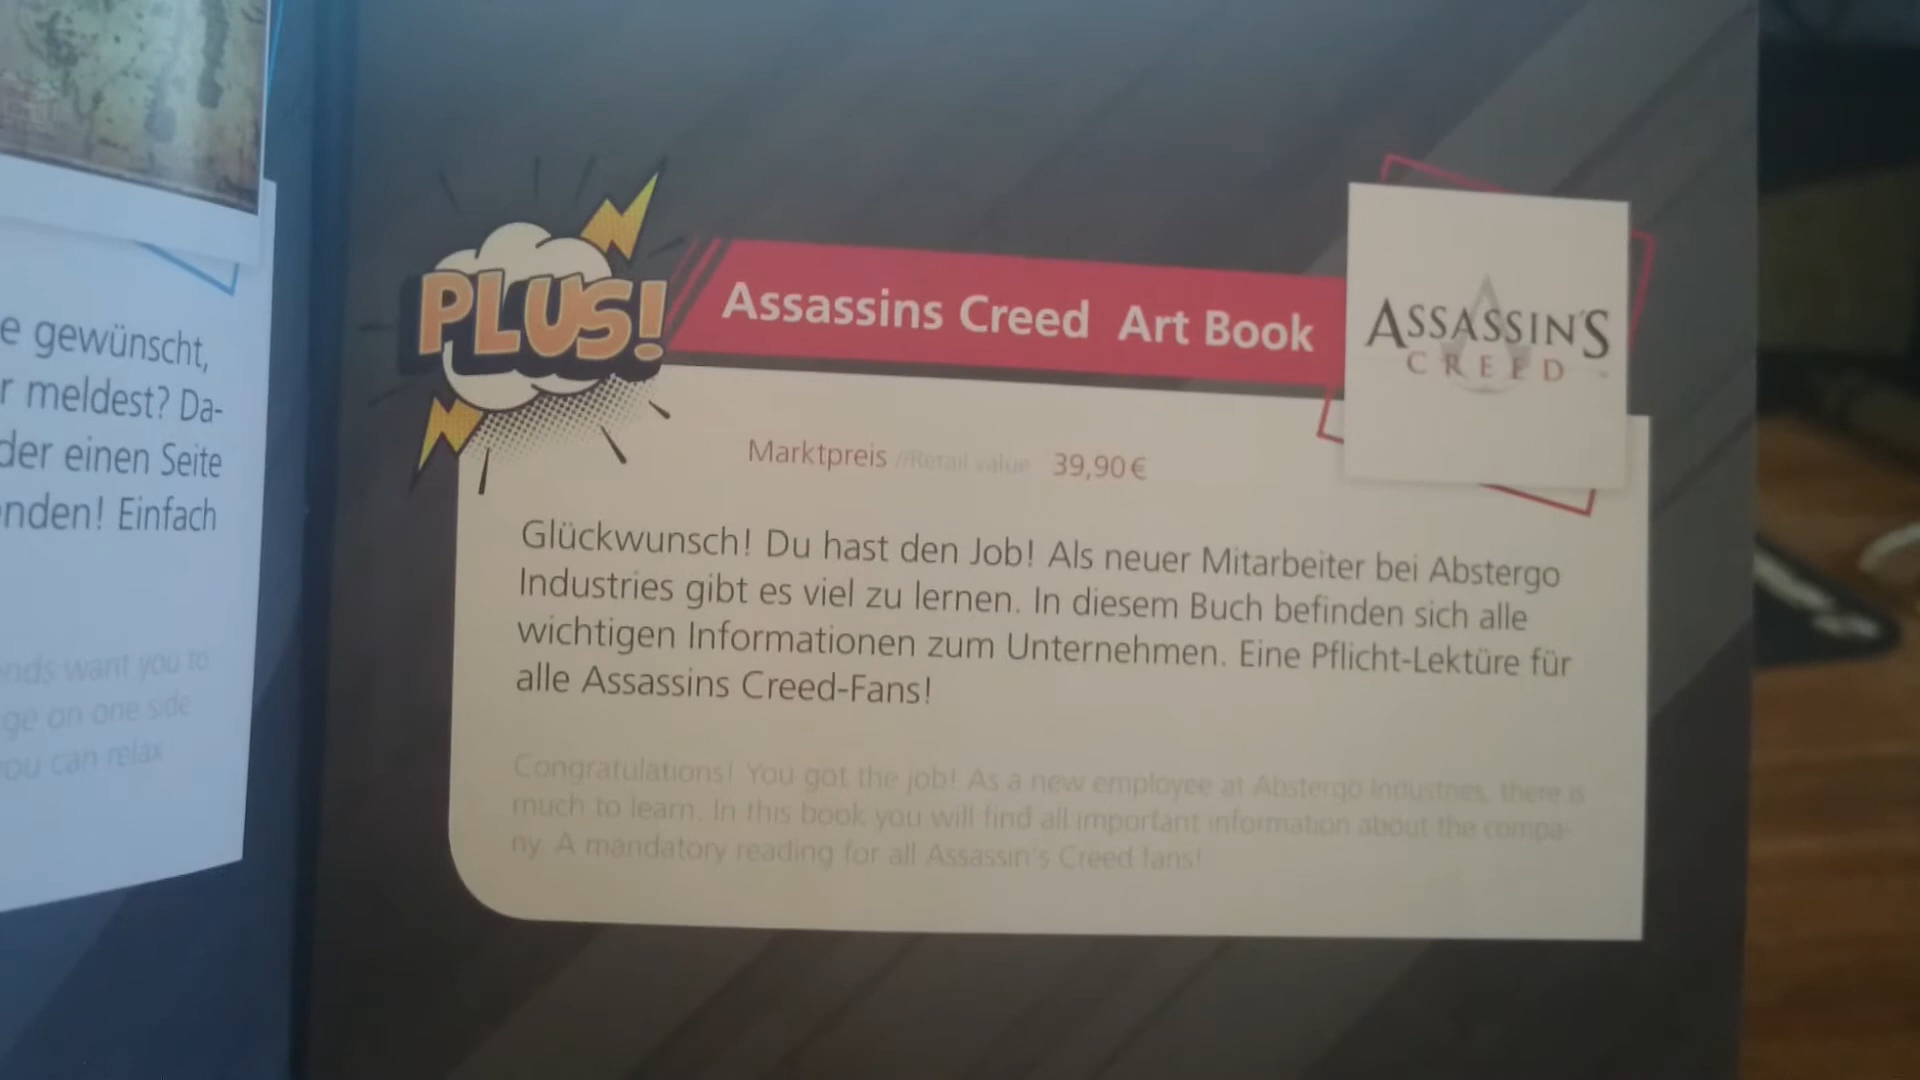 e gewünscht,
r meldest? Da-
der einen Seite
nden! Einfach
nds want you to
ge on one side
you can relax
PLUS!
Assassins Creed Art Book
ASSASSIN'S
CREED
Marktpreis //Retail value 39,90€
Glückwunsch! Du hast den Job! Als neuer Mitarbeiter bei Abstergo
Industries gibt es viel zu lernen. In diesem Buch befinden sich alle
wichtigen Informationen zum Unternehmen. Eine Pflicht-Lektüre für
alle Assassins Creed-Fans!
Congratulations! You got the job! As a new employee at Abstergo Industries, there is
much to learn. In this book you will find all important information about the compa-
ny. A mandatory reading for all Assassin's Creed fans!